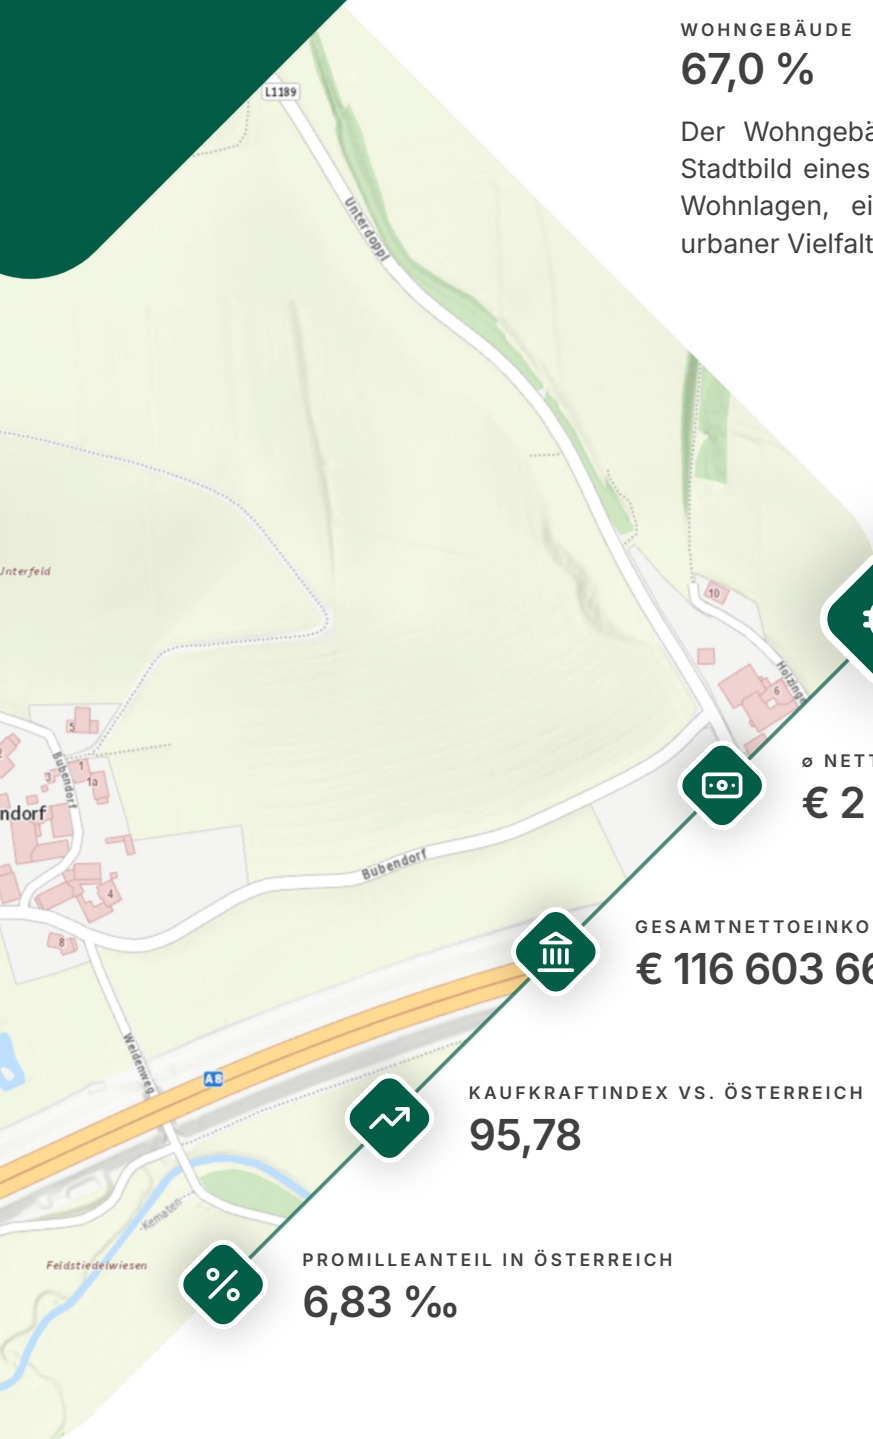 WOHNGEBÄUDE
67,0 %
Der Wohngebä
Stadtbild eines
Wohnlagen, ei
urbaner Vielfalt
L1189
Unterdoppl
Unterfeld
10
Holzinge
6
5
Bubendorf
1
3
1a
ndorf
4
8
Bubendorf
ø NETT
€ 2
GESAMTNETTOEINKO
€ 116 603 66
Weidenweg
A8
KAUFKRAFTINDEX VS. ÖSTERREICH
95,78
Kematen
Feldstiedelwiesen
PROMILLEANTEIL IN ÖSTERREICH
6,83 ‰